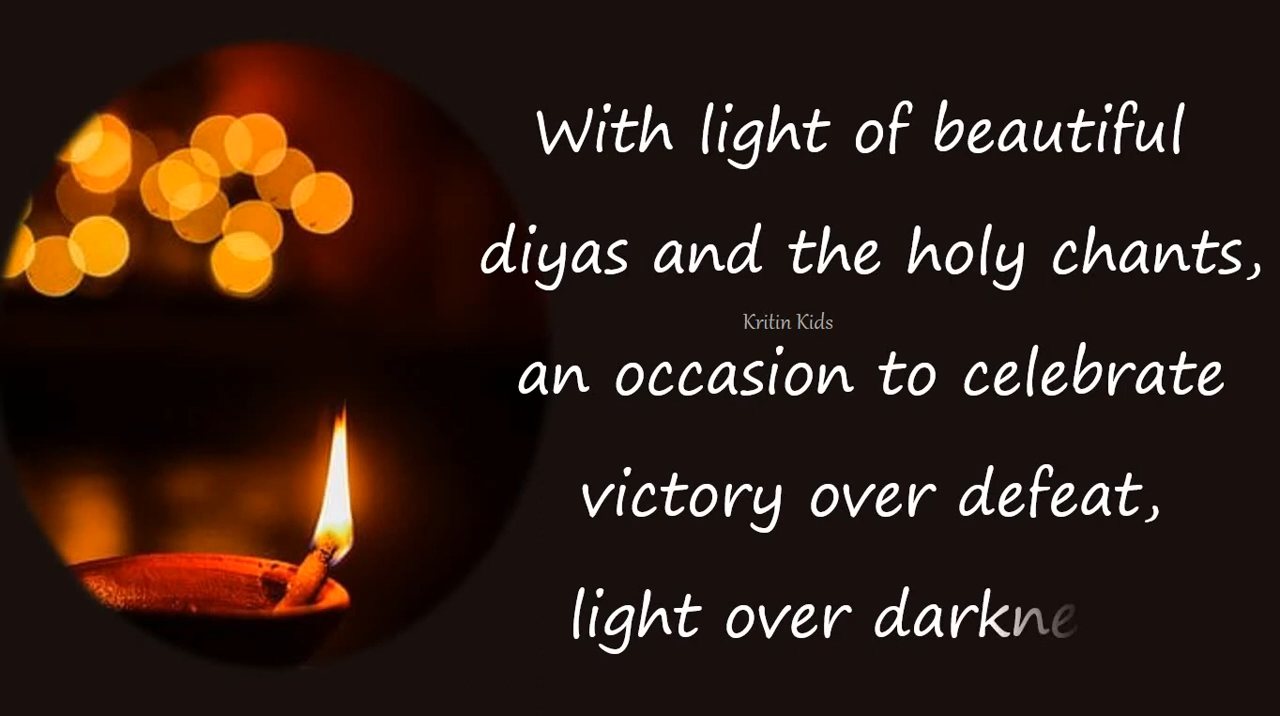 With light of beautiful
diyas and the holy chants,
Kritin Kids
an occasion to celebrate
victory over defeat,
light over darkne